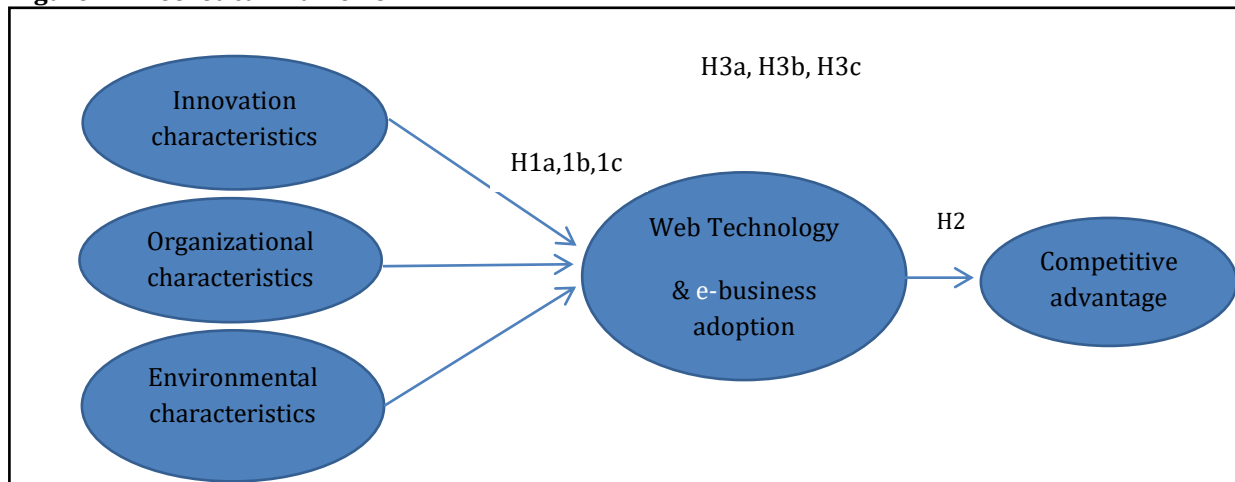 H3a, H3b, H3c
Innovation
characteristics
H1a,1b,1c
Organizational
characteristics
Environmental
characteristics
Web Technology
& e-business
adoption
H2
Competitive
advantage